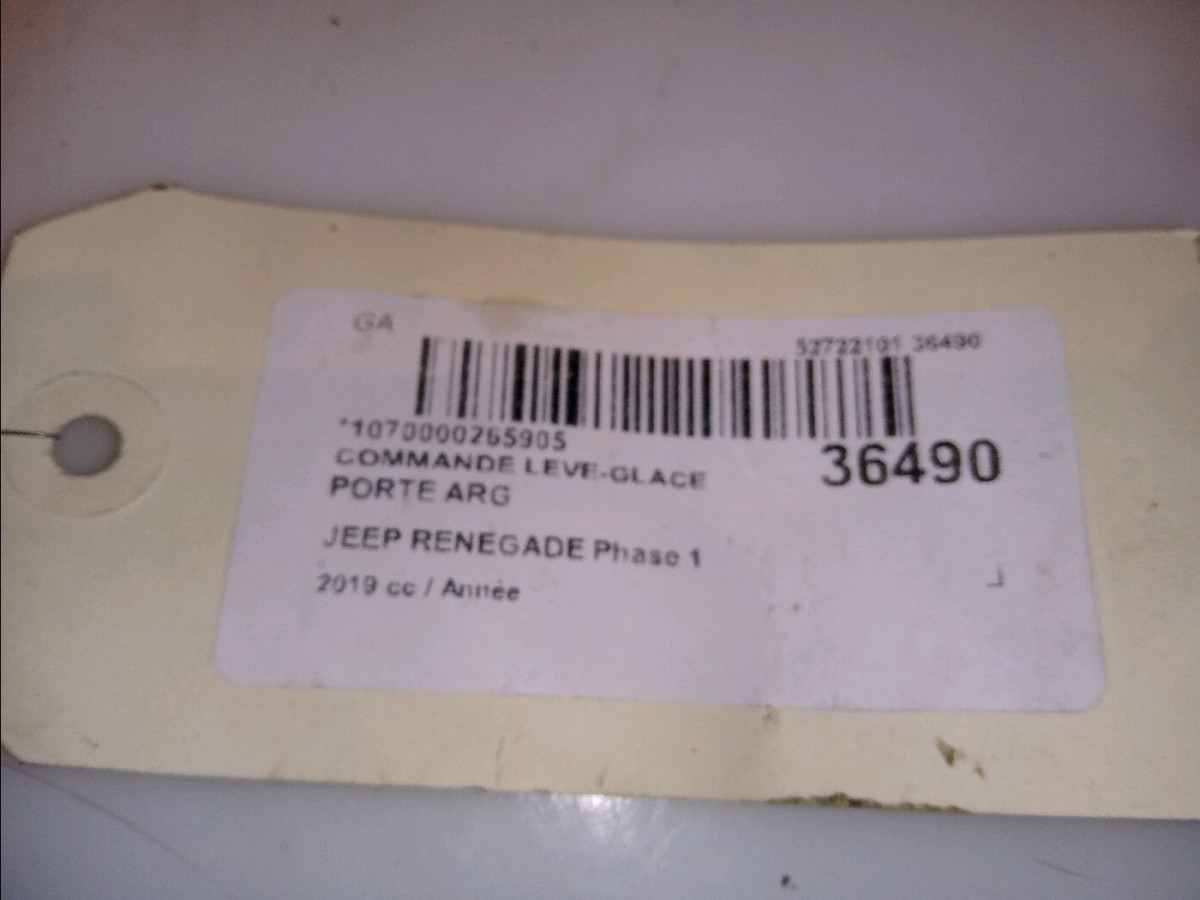 GA
52722101 36490
*1070000265905
36490
COMMANDE LEVE-GLACE
PORTE ARG
JEEP RENEGADE Phase 1
2019 cc / Année